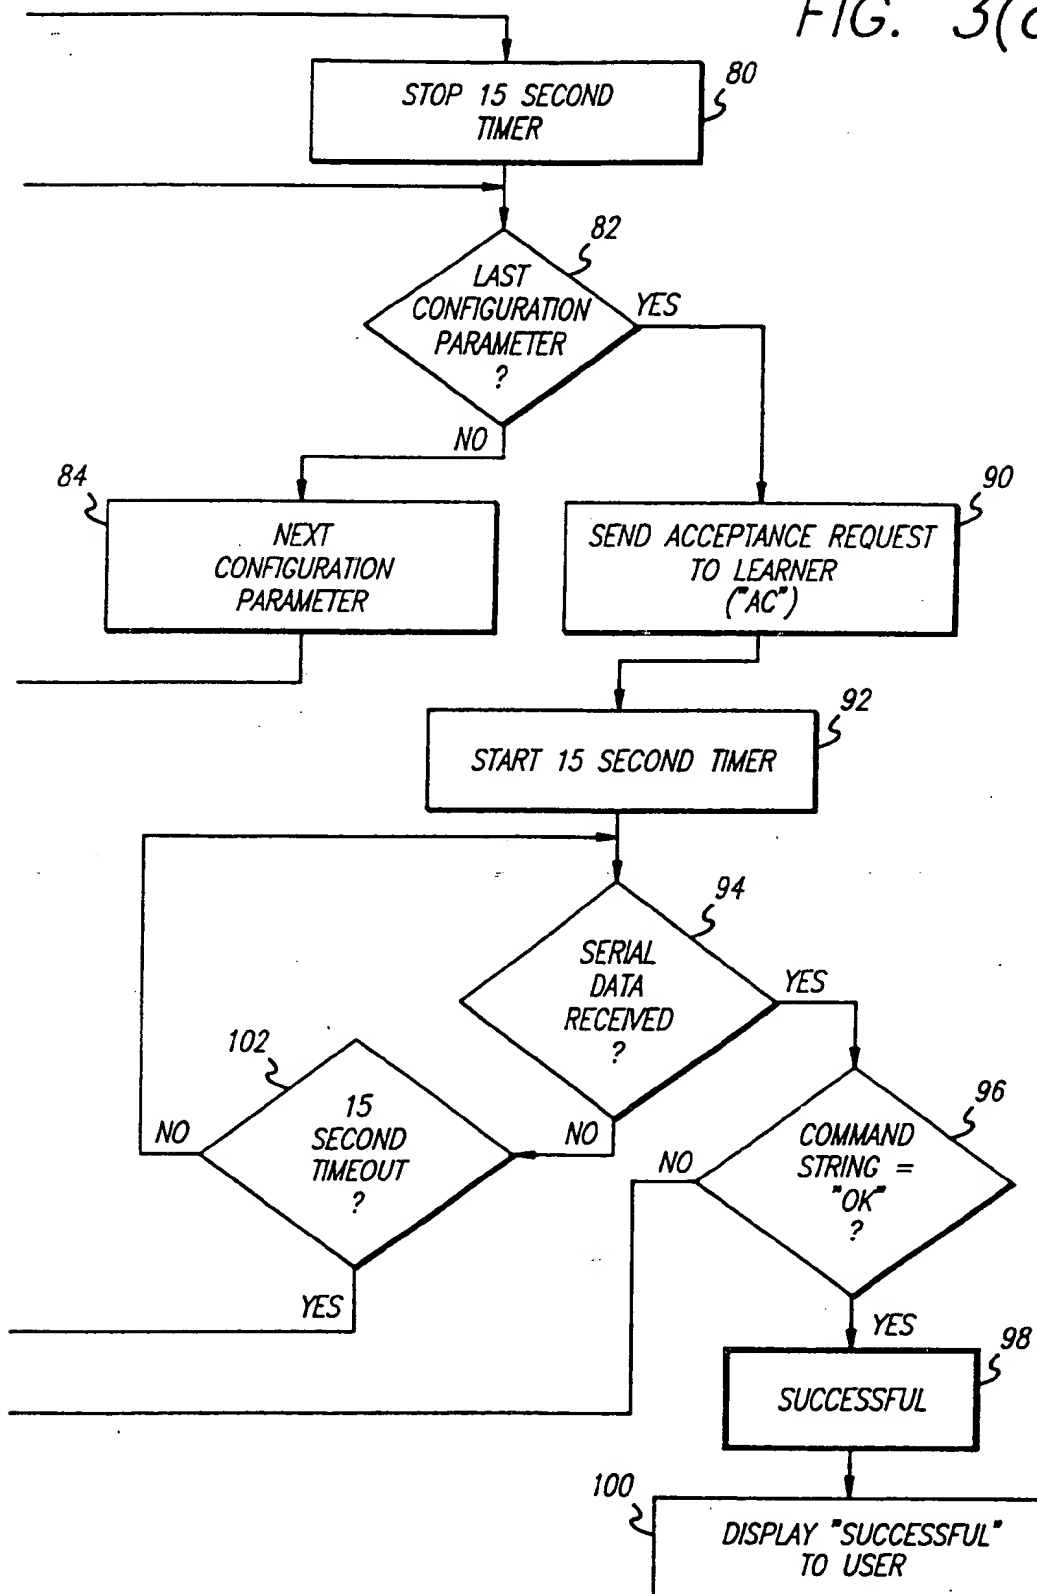 FIG. 3(
80
STOP 15 SECOND
TIMER
82
LAST
CONFIGURATION
PARAMETER
?
YES
NO
84
NEXT
CONFIGURATION
PARAMETER
90
SEND ACCEPTANCE REQUEST
TO LEARNER
("AC")
92
START 15 SECOND TIMER
94
SERIAL
DATA
RECEIVED
?
YES
NO
102
15
SECOND
TIMEOUT
?
NO
YES
96
COMMAND
STRING =
"OK"
?
NO
YES
98
SUCCESSFUL
100
DISPLAY "SUCCESSFUL"
TO USER